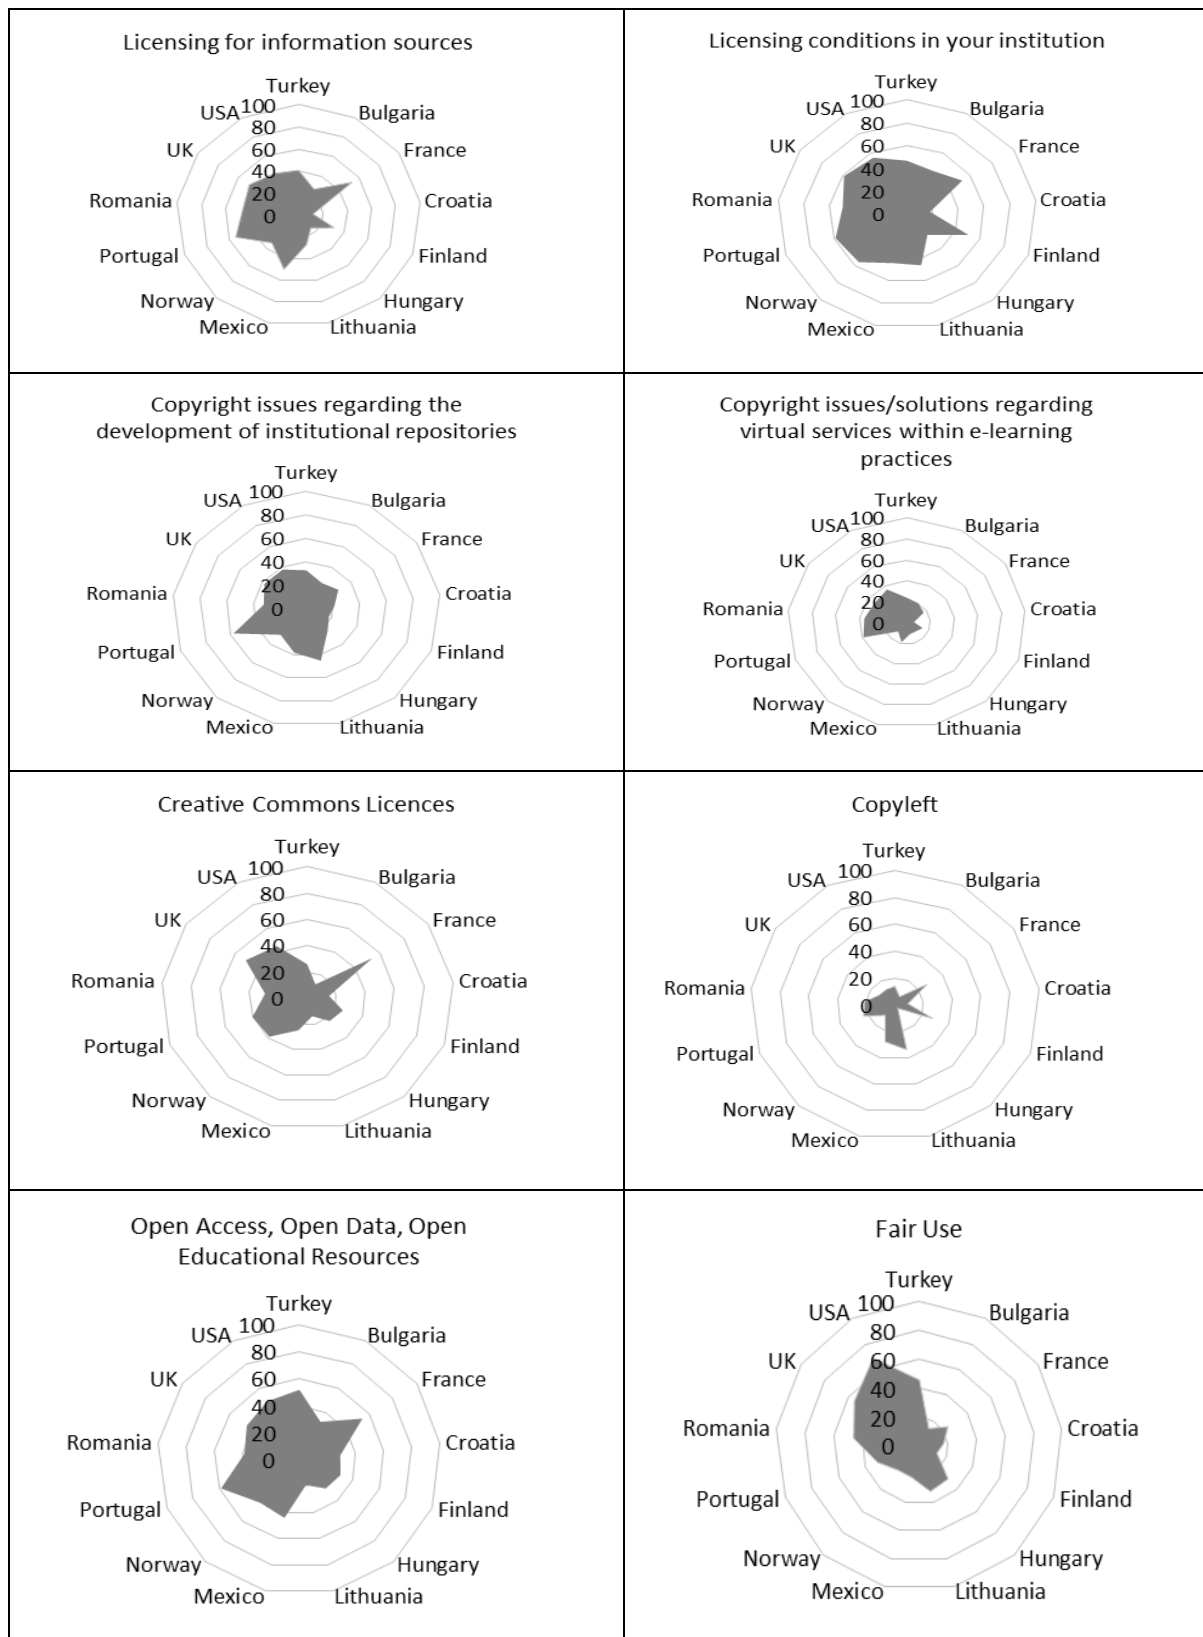 Licensing for information sources
Turkey
Bulgaria
France
Croatia
Finland
Hungary
Lithuania
Mexico
Norway
Portugal
Romania
UK
USA
100
80
60
40
20
0
Licensing conditions in your institution
Turkey
Bulgaria
France
Croatia
Finland
Hungary
Lithuania
Mexico
Norway
Portugal
Romania
UK
USA
100
80
60
40
20
0
Copyright issues regarding the
development of institutional repositories
Turkey
Bulgaria
France
Croatia
Finland
Hungary
Lithuania
Mexico
Norway
Portugal
Romania
UK
USA
100
80
60
40
20
0
Copyright issues/solutions regarding
virtual services within e-learning
practices
Turkey
Bulgaria
France
Croatia
Finland
Hungary
Lithuania
Mexico
Norway
Portugal
Romania
UK
USA
100
80
60
40
20
0
Creative Commons Licences
Turkey
Bulgaria
France
Croatia
Finland
Hungary
Lithuania
Mexico
Norway
Portugal
Romania
UK
USA
100
80
60
40
20
0
Copyleft
Turkey
Bulgaria
France
Croatia
Finland
Hungary
Lithuania
Mexico
Norway
Portugal
Romania
UK
USA
100
80
60
40
20
0
Open Access, Open Data, Open
Educational Resources
Turkey
Bulgaria
France
Croatia
Finland
Hungary
Lithuania
Mexico
Norway
Portugal
Romania
UK
USA
100
80
60
40
20
0
Fair Use
Turkey
Bulgaria
France
Croatia
Finland
Hungary
Lithuania
Mexico
Norway
Portugal
Romania
UK
USA
100
80
60
40
20
0